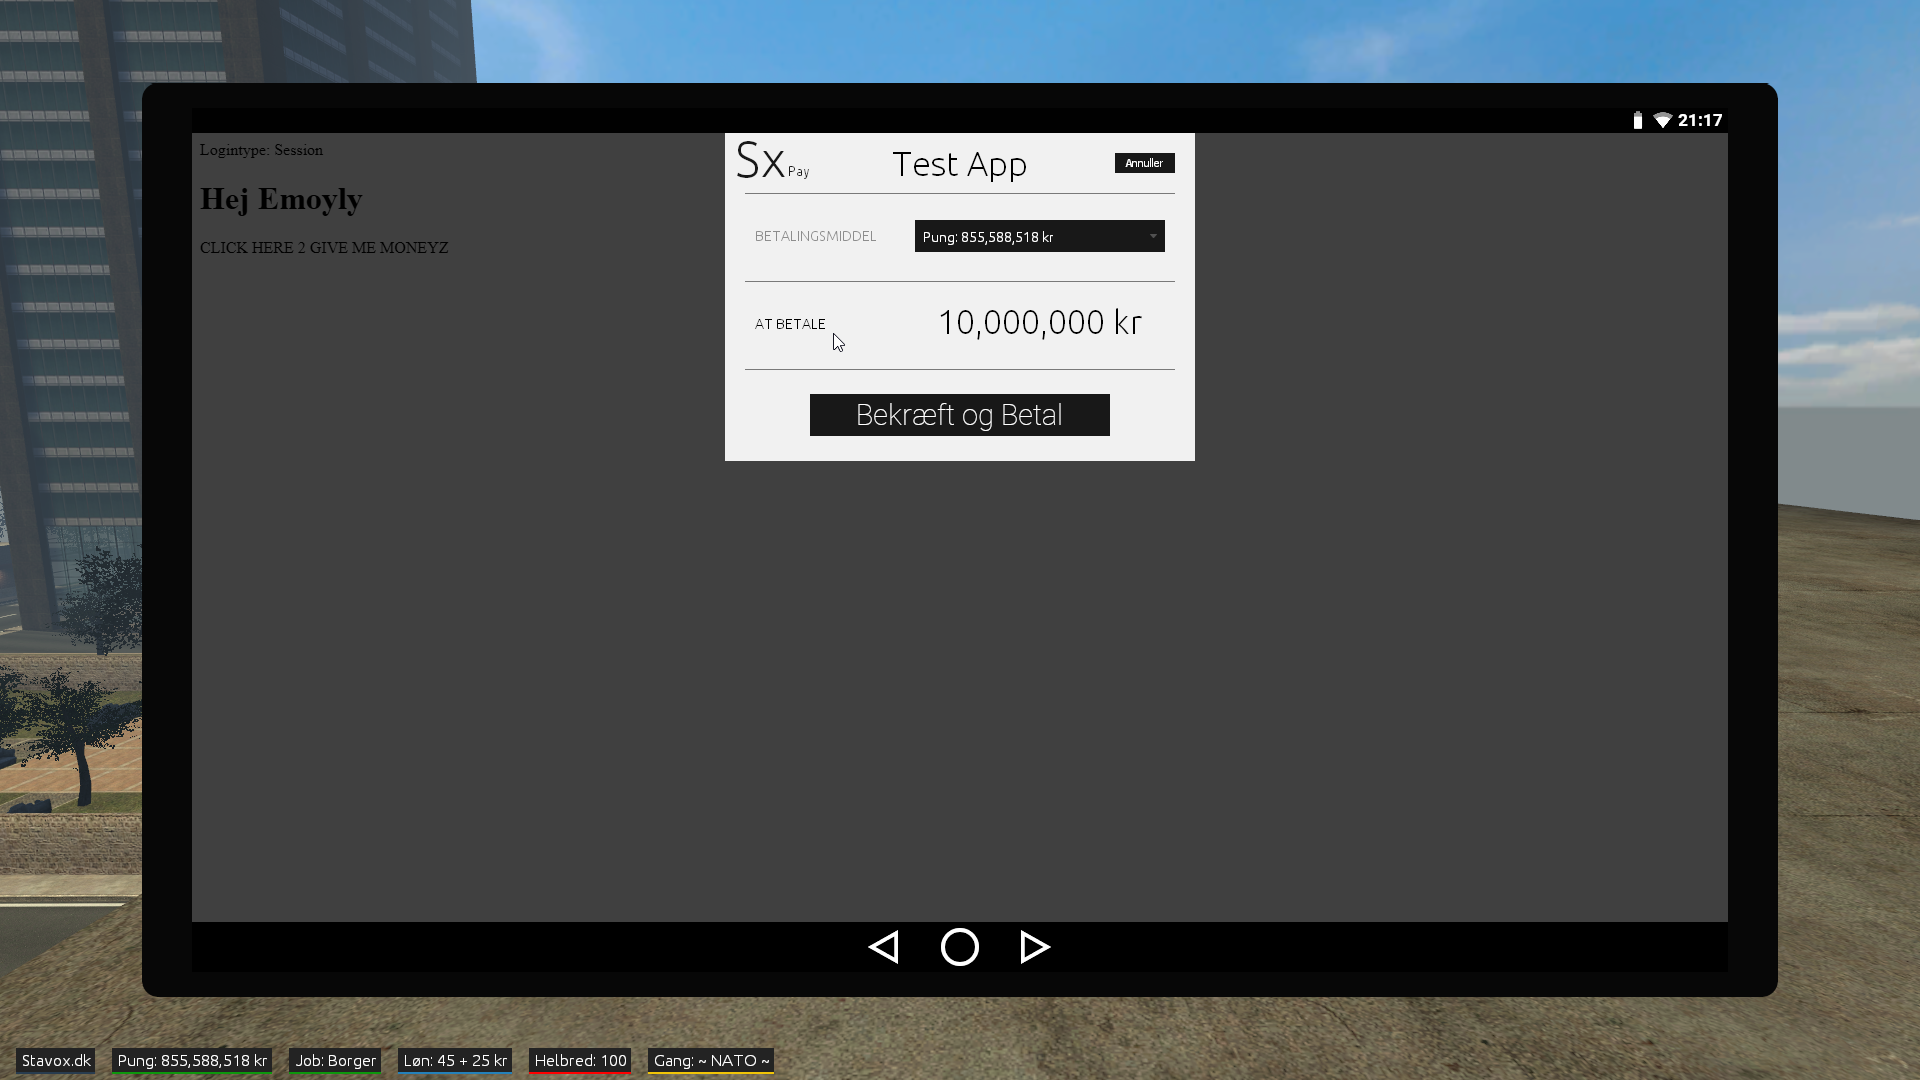 21:17
Logintype: Session
Hej Emoyly
CLICK HERE 2 GIVE ME MONEYZ
Sx Pay
Test App
Annuller
BETALINGSMIDDEL
Pung: 855,588,518 kr
AT BETALE
10,000,000 kr
Bekræft og Betal
Stavox.dk
Pung: 855,588,518 kr
Job: Borger
Løn: 45 + 25 kr
Helbred: 100
Gang: ~ NATO ~